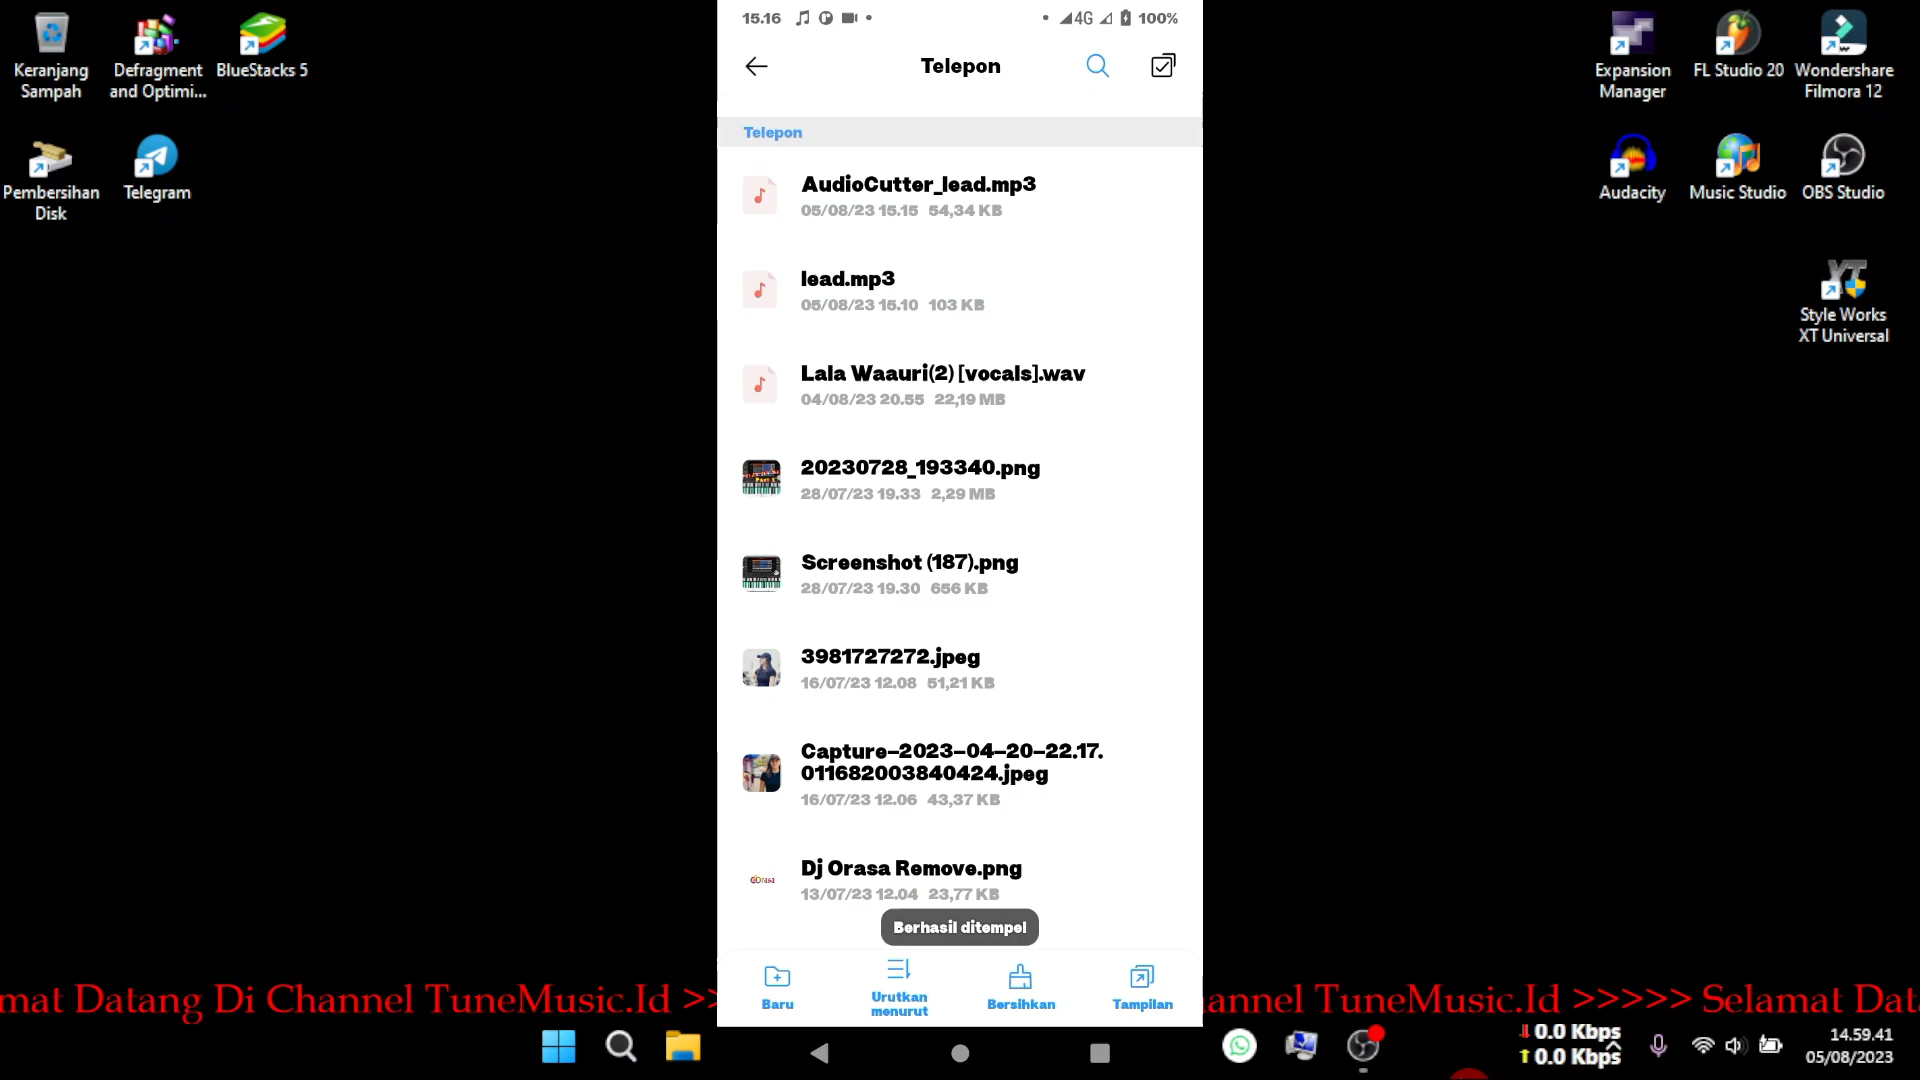 Keranjang
Sampah
Defragment
and Optimi...
BlueStacks 5
Pembersihan
Disk
Telegram
15.16
4G
100%
Telepon
Telepon
AudioCutter_lead.mp3
05/08/23 15.15 54,34 KB
lead.mp3
05/08/23 15.10 103 KB
Lala Waauri(2) [vocals].wav
04/08/23 20.55 22,19 MB
20230728_193340.png
28/07/23 19.33 2,29 MB
Screenshot (187).png
28/07/23 19.30 656 KB
3981727272.jpeg
16/07/23 12.08 51,21 KB
Capture-2023-04-20-22.17.
011682003840424.jpeg
16/07/23 12.06 43,37 KB
Dj Orasa Remove.png
13/07/23 12.04 23,77 KB
Berhasil ditempel
Baru
Urutkan
menurut
Bersihkan
Tampilan
Expansion
Manager
FL Studio 20
Wondershare
Filmora 12
Audacity
Music Studio
OBS Studio
XT
Style Works
XT Universal
mat Datang Di Channel TuneMusic.Id >>
annel TuneMusic.Id >>>>> Selamat Dat
0.0 Kbps
0.0 Kbps
14.59.41
05/08/2023